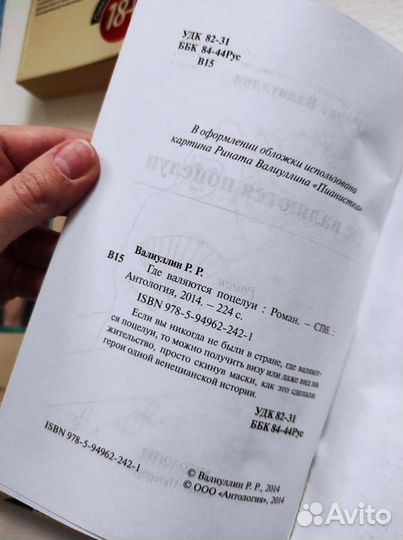 18+
УДК 82-31
ББК 84-44Рус
В15
В оформлении обложки использована
картина Рината Валиуллина «Пианистка»
Валиуллин Р. Р.
В15 Где валяются поцелуи : Роман. – СПб. :
Антология, 2014. – 224 с.
ISBN 978-5-94962-242-1
Если вы никогда не были в стране, где валяют-
ся поцелуи, то можно получить визу или даже вид на
жительство, просто скинув маски, как это сделали
герои одной венецианской истории.
УДК 82-31
ББК 84-44Рус
ISBN 978-5-94962-242-1
© Валиуллин Р. Р., 2014
© ООО «Антология», 2014
Avito